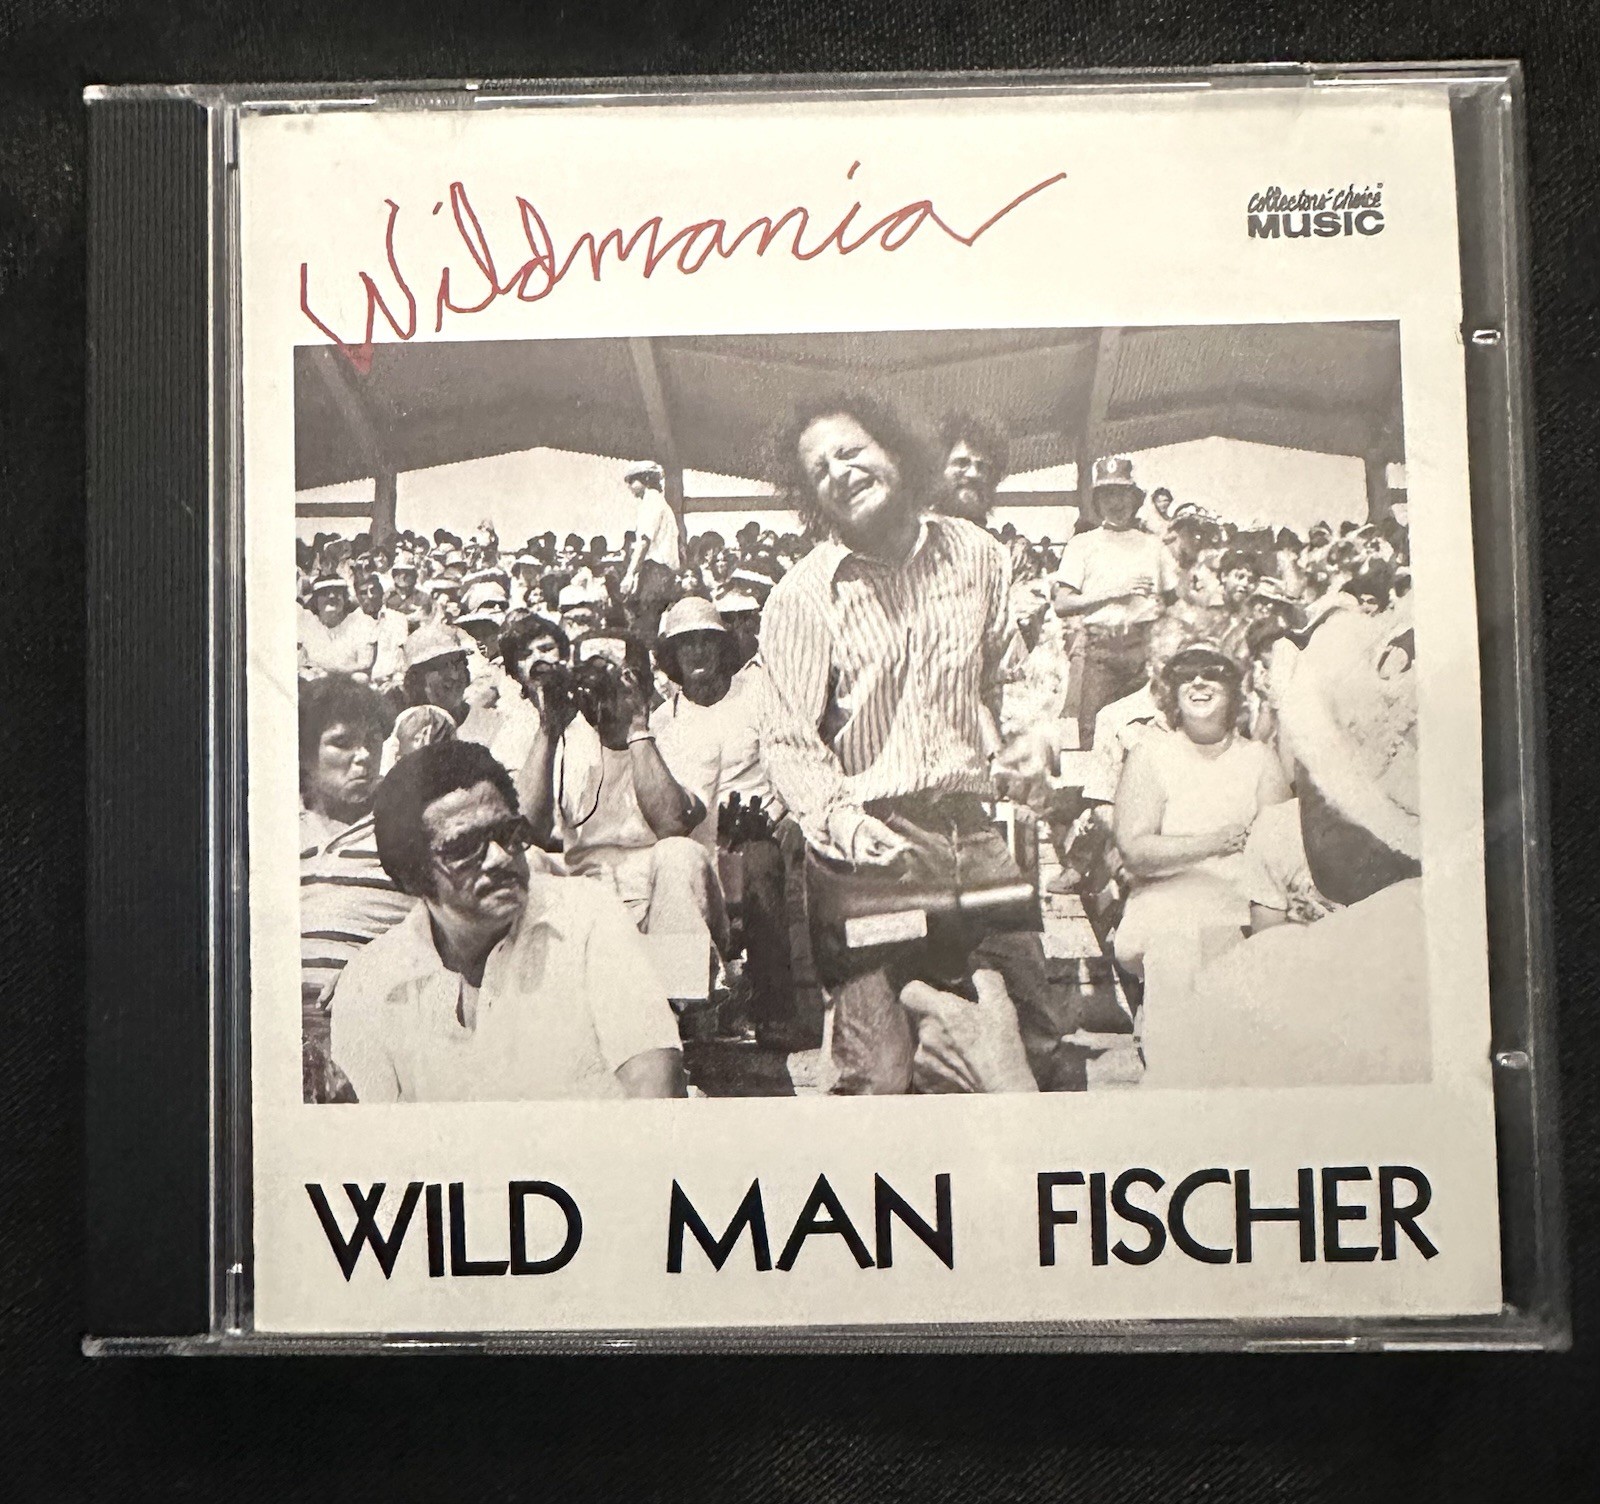 Wildmania
Collectors' Choice
MUSIC
WILD MAN FISCHER